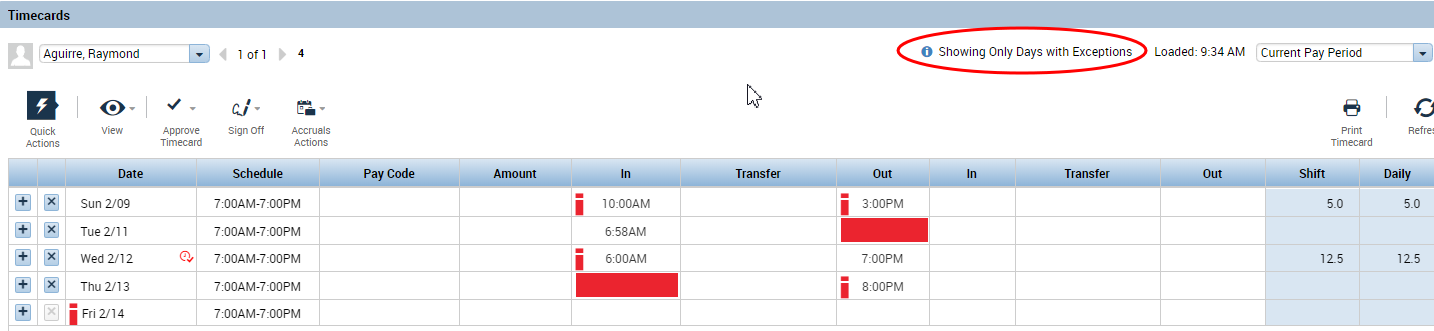 Timecards
Aguirre, Raymond 1 of 1 4 Showing Only Days with Exceptions Loaded: 9:34 AM Current Pay Period
Quick Actions View Approve Timecard Sign Off Accruals Actions Print Timecard Refres
Date Schedule Pay Code Amount In Transfer Out In Transfer Out Shift Daily
Sun 2/09 7:00AM-7:00PM 10:00AM 3:00PM 5.0 5.0
Tue 2/11 7:00AM-7:00PM 6:58AM
Wed 2/12 7:00AM-7:00PM 6:00AM 7:00PM 12.5 12.5
Thu 2/13 7:00AM-7:00PM 8:00PM
Fri 2/14 7:00AM-7:00PM